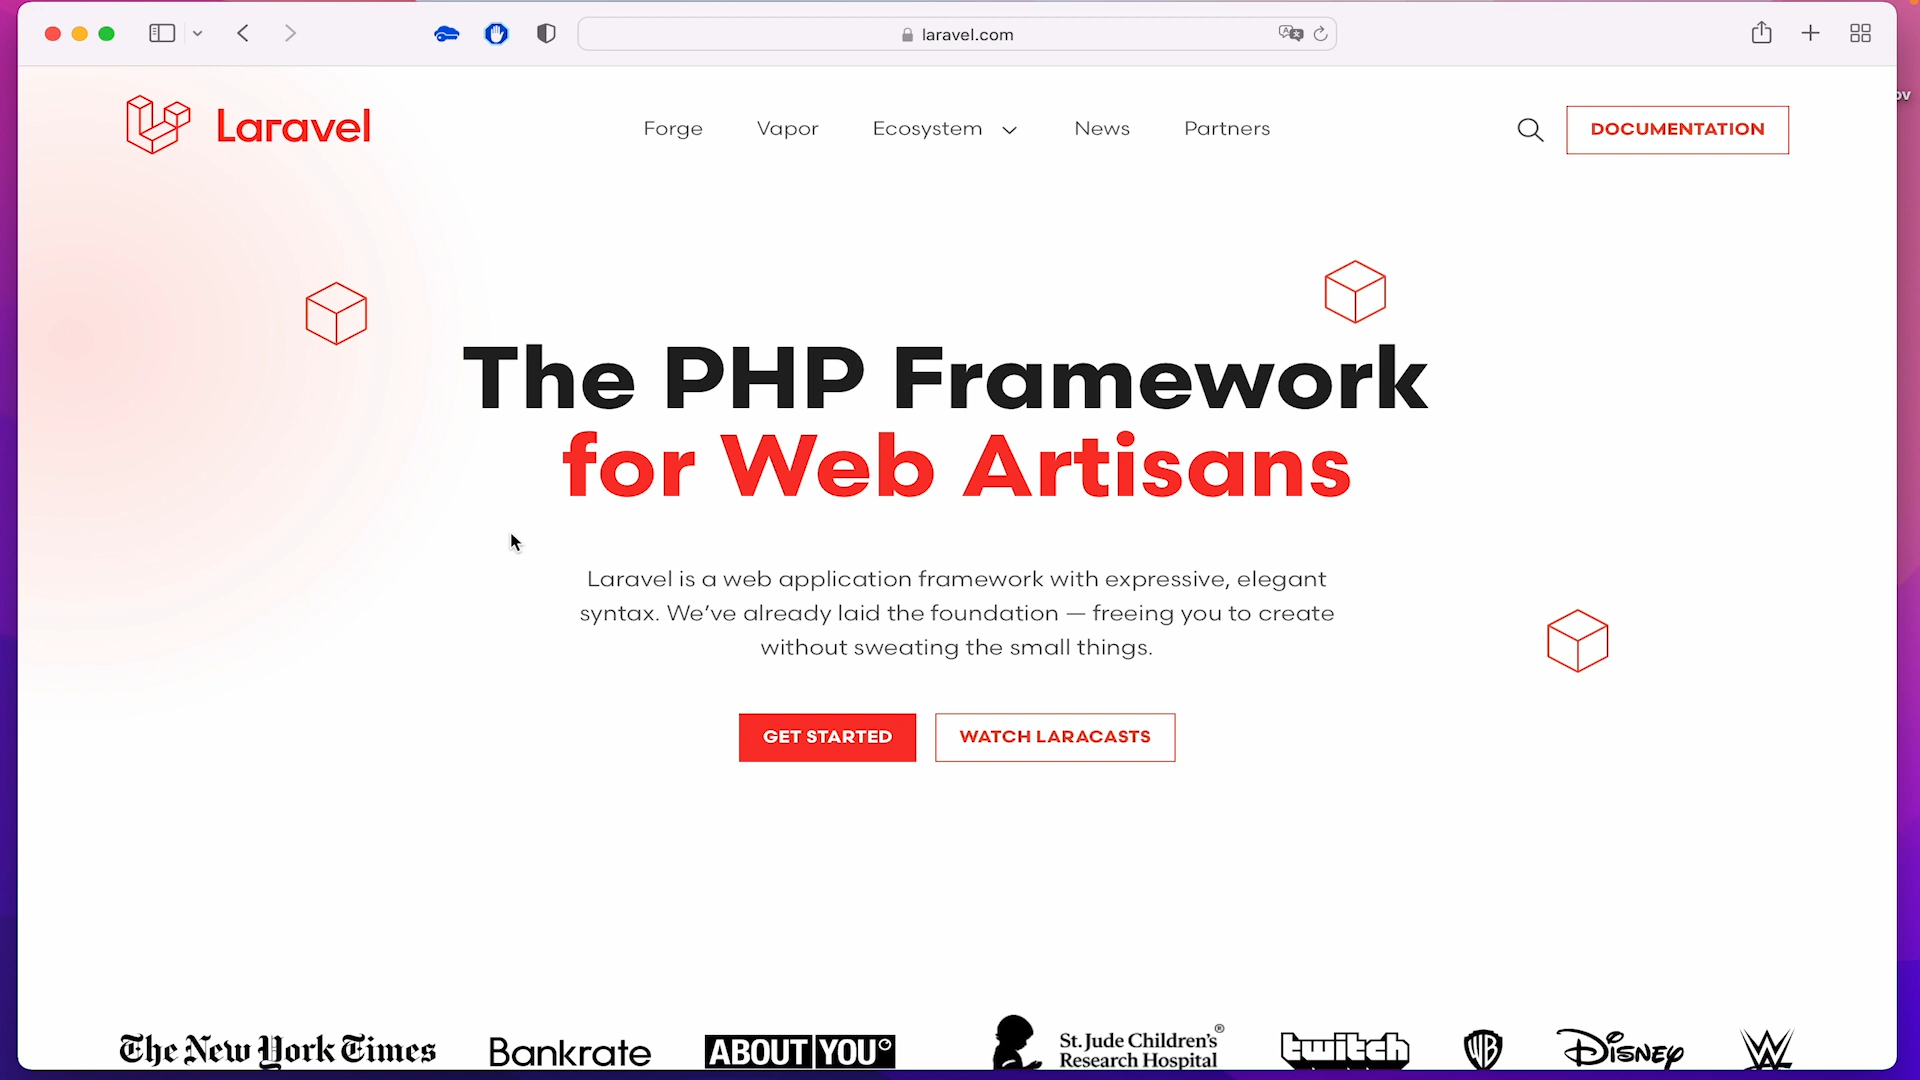 laravel.com
ov
Laravel
Forge
Vapor
Ecosystem
News
Partners
DOCUMENTATION
The PHP Framework
for Web Artisans
Laravel is a web application framework with expressive, elegant
syntax. We’ve already laid the foundation — freeing you to create
without sweating the small things.
GET STARTED
WATCH LARACASTS
The New York Times
Bankrate
ABOUT YOU
St. Jude Children's®
Research Hospital
twitch
WB
Disney
W